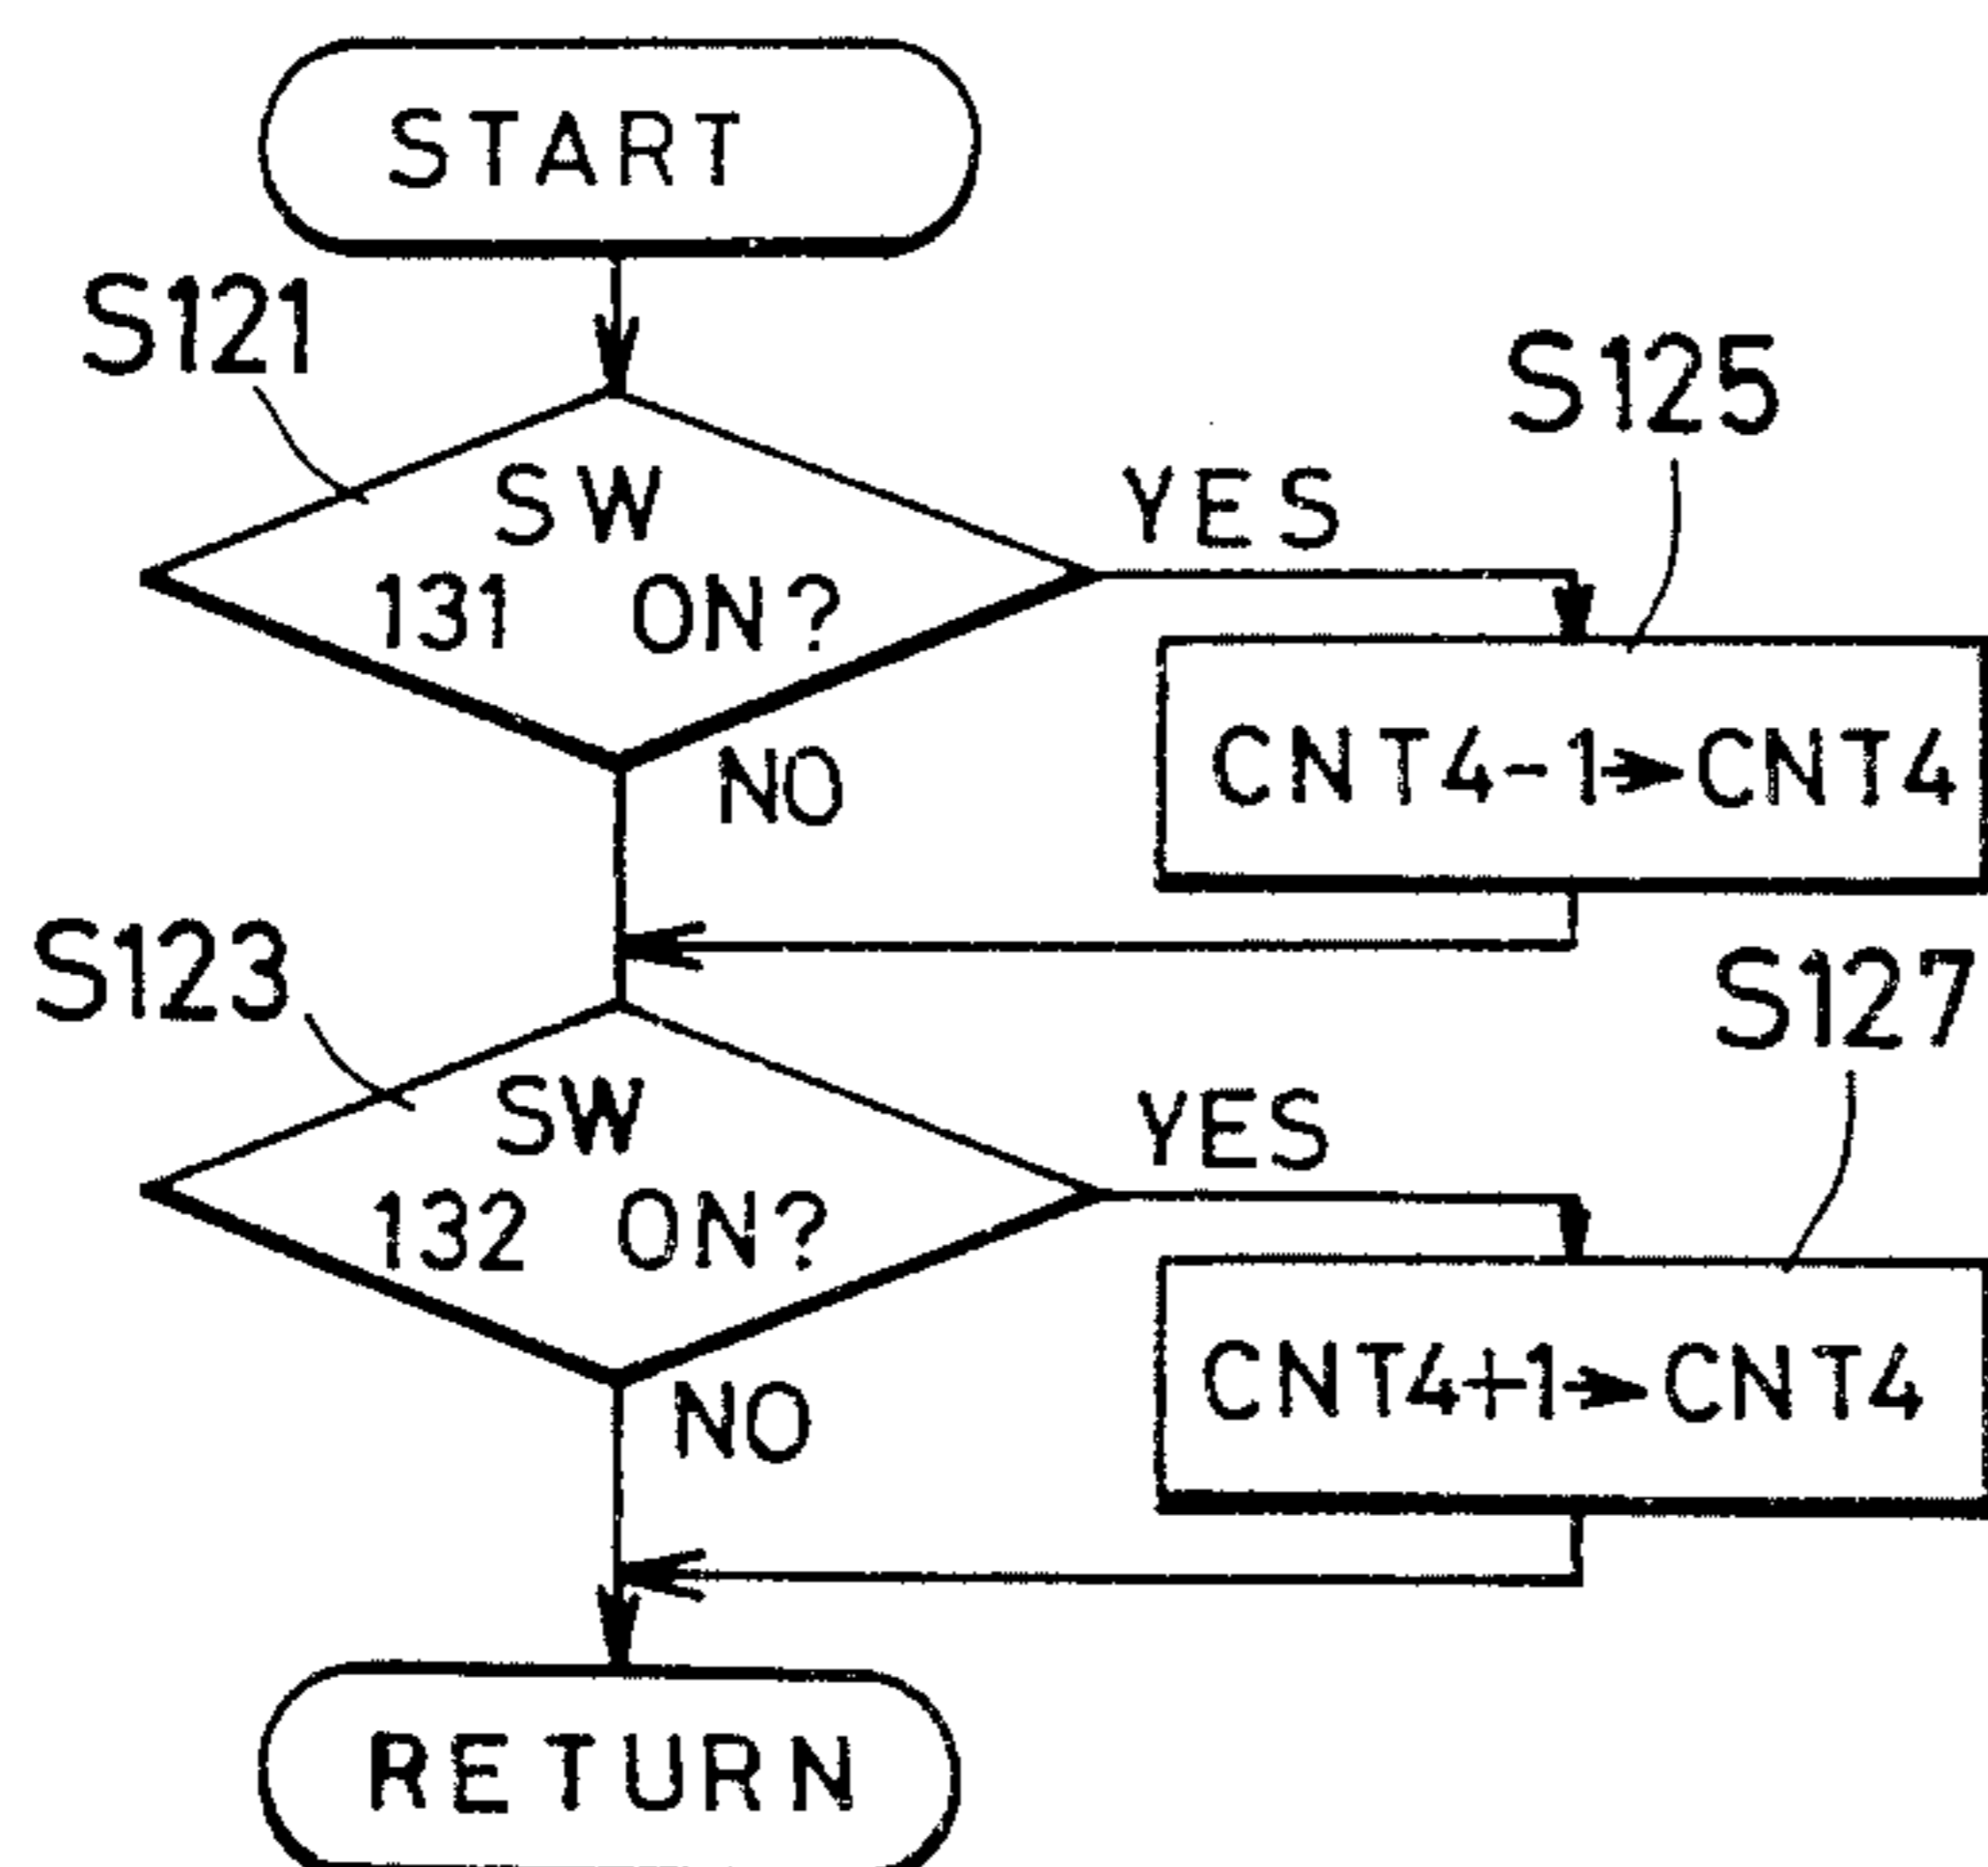 START
S121
S125
SW
131 ON?
YES
CNT4-1→CNT4
NO
S123
S127
SW
132 ON?
YES
CNT4+1→CNT4
NO
RETURN